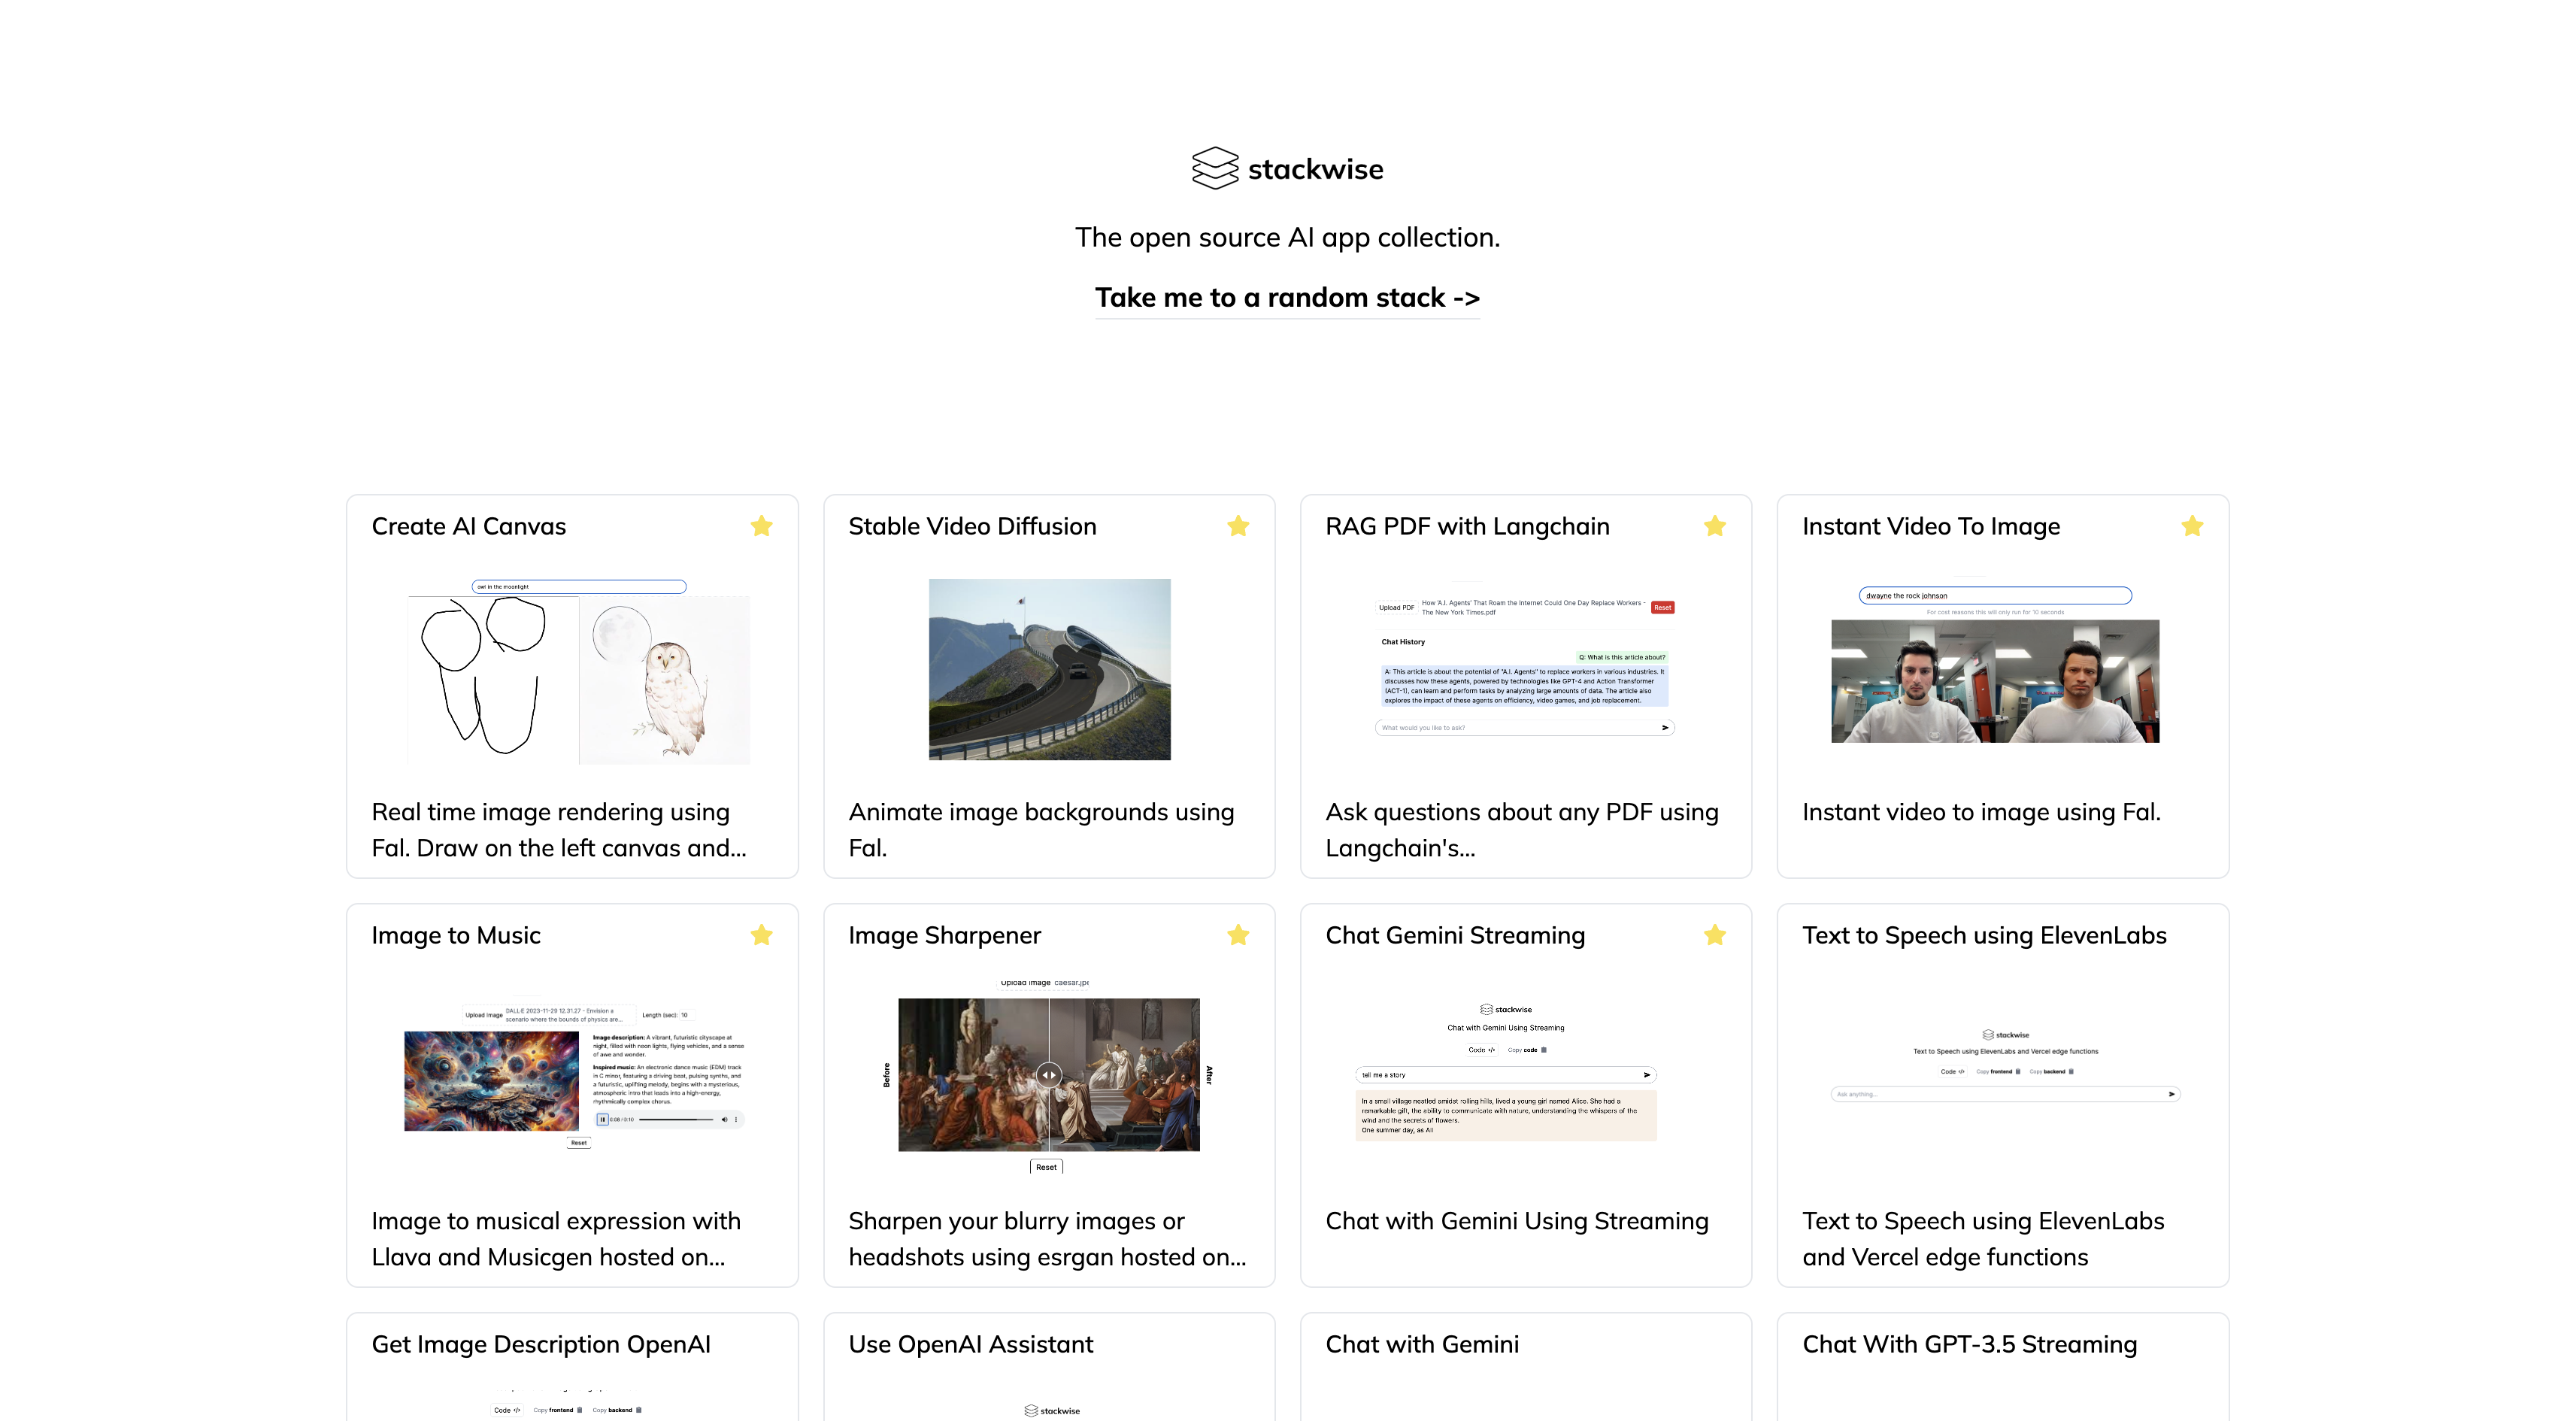 stackwise
The open source AI app collection.
Take me to a random stack ->
Create AI Canvas
owl in the moonlight
Real time image rendering using
Fal. Draw on the left canvas and...
Stable Video Diffusion
Animate image backgrounds using
Fal.
RAG PDF with Langchain
Upload PDF
How 'A.I. Agents' That Roam the Internet Could One Day Replace Workers -
The New York Times.pdf
Reset
Chat History
Q: What is this article about?
A: This article is about the potential of "A.I. Agents" to replace workers in various industries. It
discusses how these agents, powered by technologies like GPT-4 and Action Transformer
(ACT-1), can learn and perform tasks by analyzing large amounts of data. The article also
explores the impact of these agents on efficiency, video games, and job replacement.
What would you like to ask?
Ask questions about any PDF using
Langchain's...
Instant Video To Image
dwayne the rock johnson
For cost reasons this will only run for 10 seconds
Instant video to image using Fal.
Image to Music
Upload Image
DALL·E 2023-11-29 12.31.27 - Envision a
scenario where the bounds of physics are...
Length (sec): 10
Image description: A vibrant, futuristic cityscape at
night, filled with neon lights, flying vehicles, and a sense
of awe and wonder.
Inspired music: An electronic dance music (EDM) track
in C minor, featuring a driving beat, pulsing synths, and
a futuristic, uplifting melody, begins with a mysterious,
atmospheric intro that leads into a high-energy,
rhythmically complex chorus.
0:08 / 0:10
Reset
Image to musical expression with
Llava and Musicgen hosted on...
Image Sharpener
Upload image caesar.jpe
Before
After
Reset
Sharpen your blurry images or
headshots using esrgan hosted on...
Chat Gemini Streaming
stackwise
Chat with Gemini Using Streaming
Code </>
Copy code
tell me a story
In a small village nestled amidst rolling hills, lived a young girl named Alice. She had a
remarkable gift, the ability to communicate with nature, understanding the whispers of the
wind and the secrets of flowers.
One summer day, as Ali
Chat with Gemini Using Streaming
Text to Speech using ElevenLabs
stackwise
Text to Speech using ElevenLabs and Vercel edge functions
Code </>
Copy frontend
Copy backend
Ask anything...
Text to Speech using ElevenLabs
and Vercel edge functions
Get Image Description OpenAI
Code </>
Copy frontend
Copy backend
Use OpenAI Assistant
stackwise
Chat with Gemini
Chat With GPT-3.5 Streaming